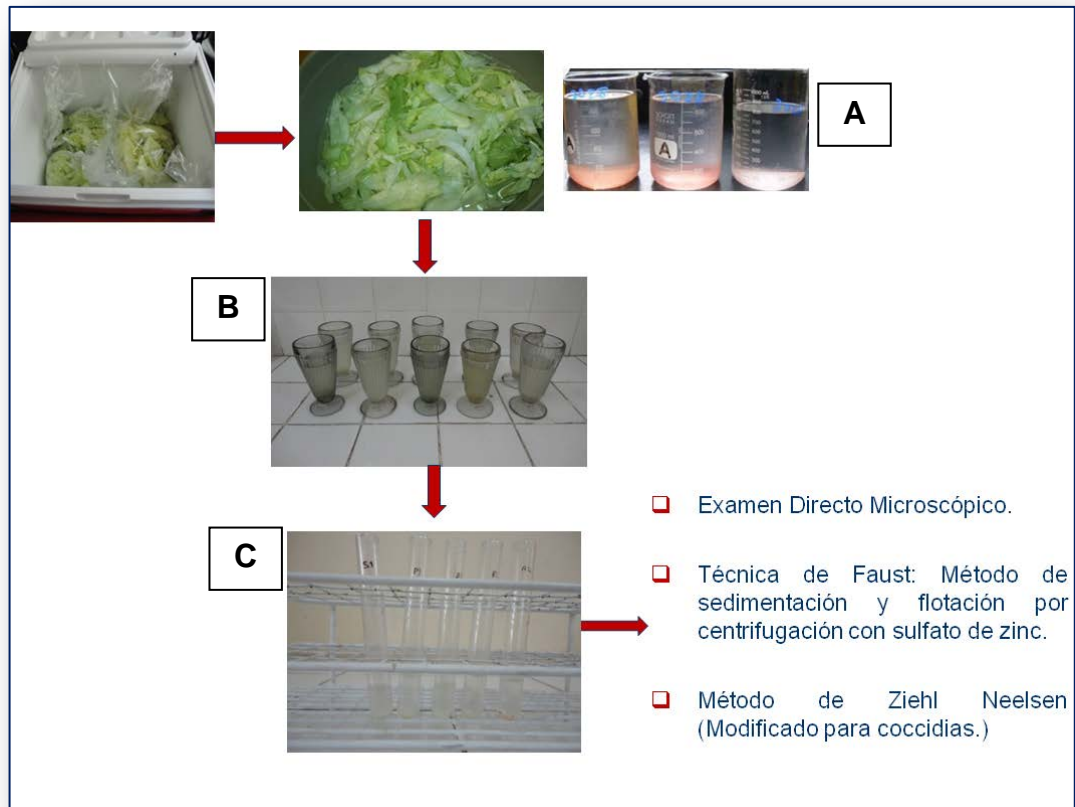 A
A
A
B
C
Examen Directo Microscópico.
Técnica de Faust: Método de
sedimentación y flotación por
centrifugación con sulfato de zinc.
Método de Ziehl Neelsen
(Modificado para coccidias.)